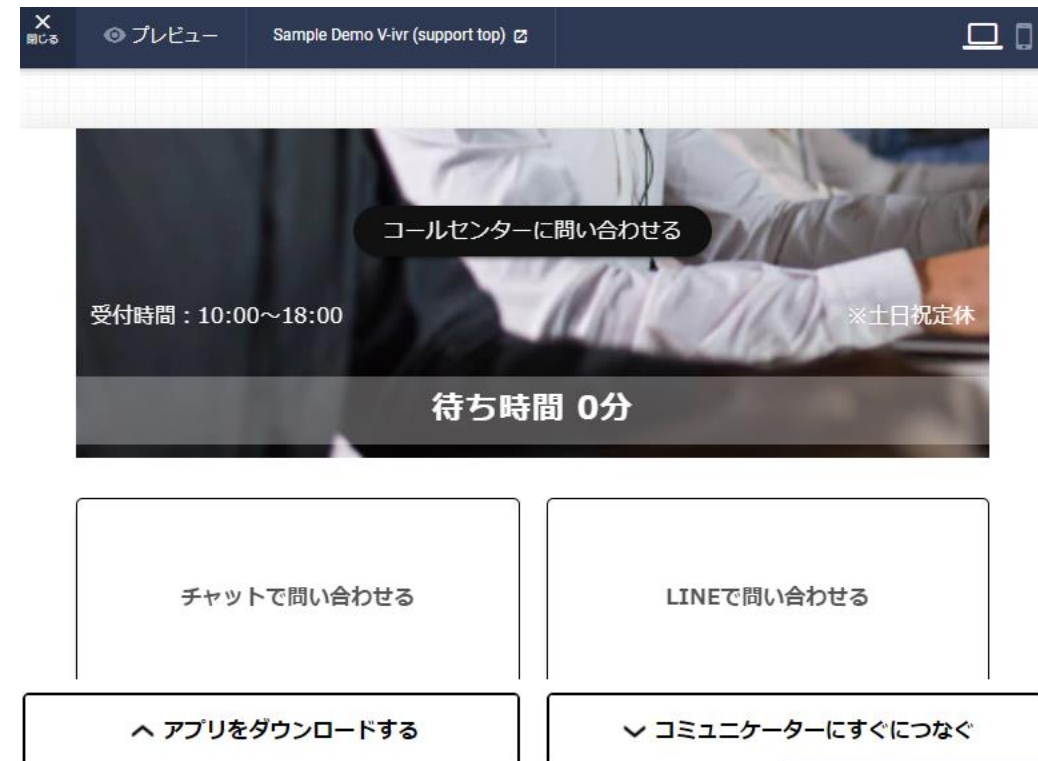 閉じる
プレビュー
Sample Demo V-ivr (support top)
コールセンターに問い合わせる
受付時間：10:00～18:00
※土日祝定休
待ち時間 0分
チャットで問い合わせる
LINEで問い合わせる
アプリをダウンロードする
コミュニケーターにすぐにつなぐ